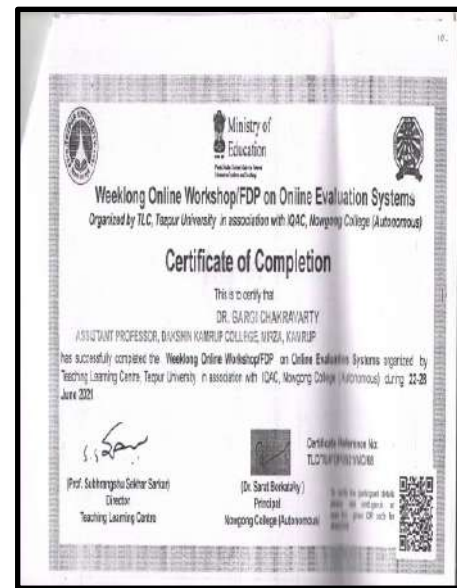 Ministry of
Education
Weeklong Online Workshop/FDP on Online Evaluation Systems
Organized by TLC, Tezpur University in association with IQAC, Nowgong College (Autonomous)
Certificate of Completion
This is to certify that
DR. GARGI CHAKRAVARTY
ASSISTANT PROFESSOR, DAKSHIN KAMRUP COLLEGE, MIRZA, KAMRUP
has successfully completed the Weeklong Online Workshop/FDP on Online Evaluation Systems organized by
Teaching Learning Centre, Tezpur University in association with IQAC, Nowgong College (Autonomous) during 22-28
June 2021
Certificate Reference No:
(Prof. Subhrangshu Sekhar Sarkar)
Director
Teaching Learning Centre
(Dr. Sarat Borkataky)
Principal
Nowgong College (Autonomous)